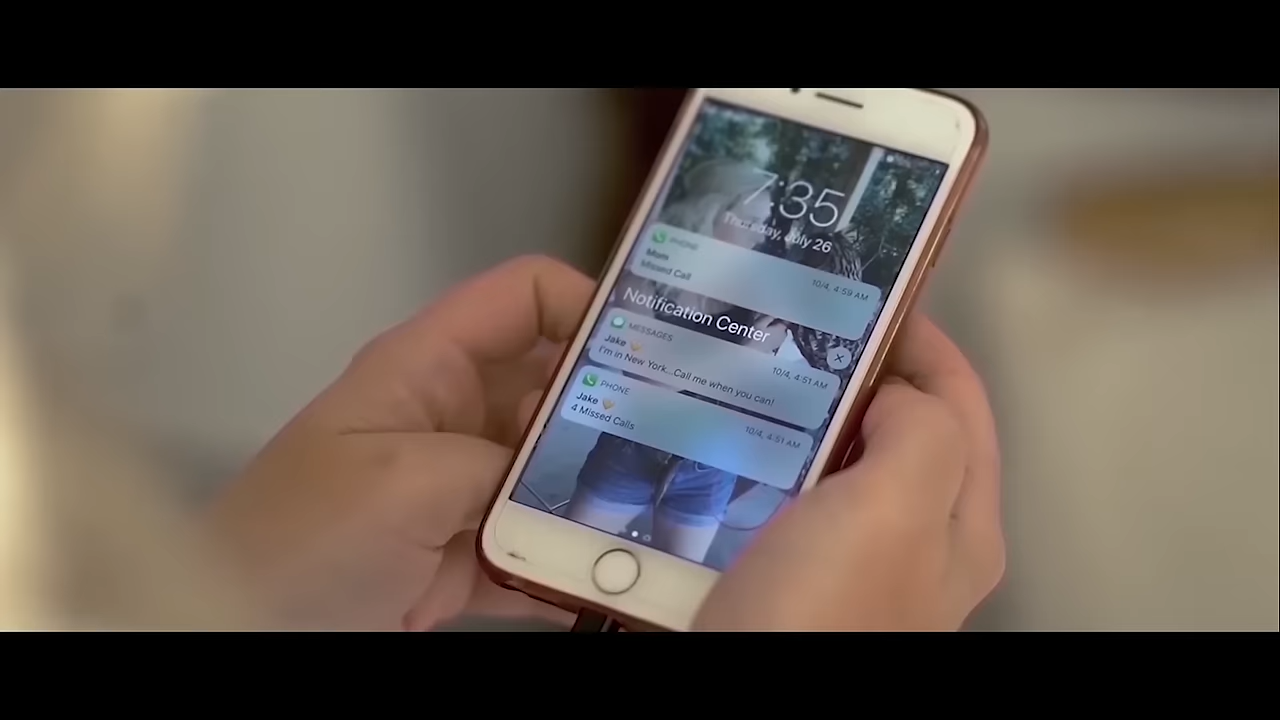 7:35
Thursday, July 26
PHONE
Mom
Missed Call
10/4, 4:59 AM
Notification Center
MESSAGES
Jake 💛
10/4, 4:51 AM
I'm in New York...Call me when you can!
PHONE
Jake 💛
10/4, 4:51 AM
4 Missed Calls